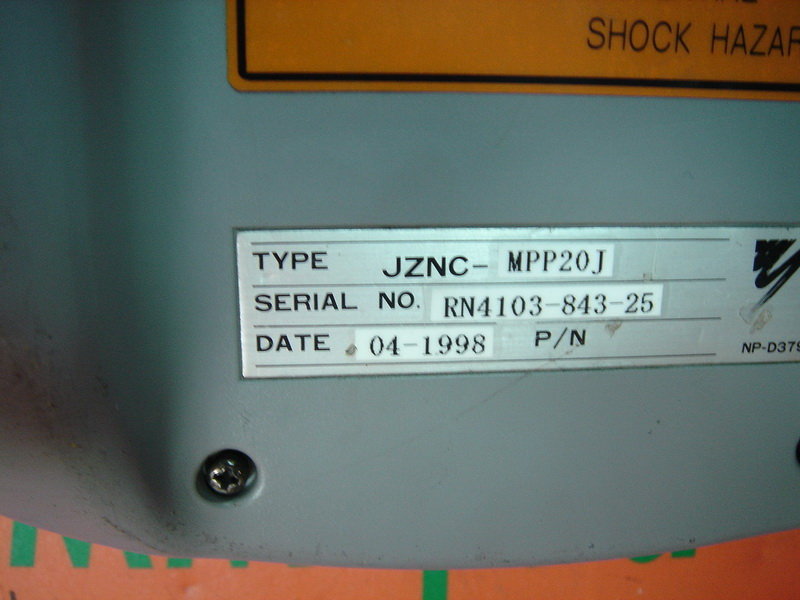 SHOCK HAZAR
TYPE JZNC- MPP20J
SERIAL NO. RN4103-843-25
DATE 04-1998 P/N
NP-D379